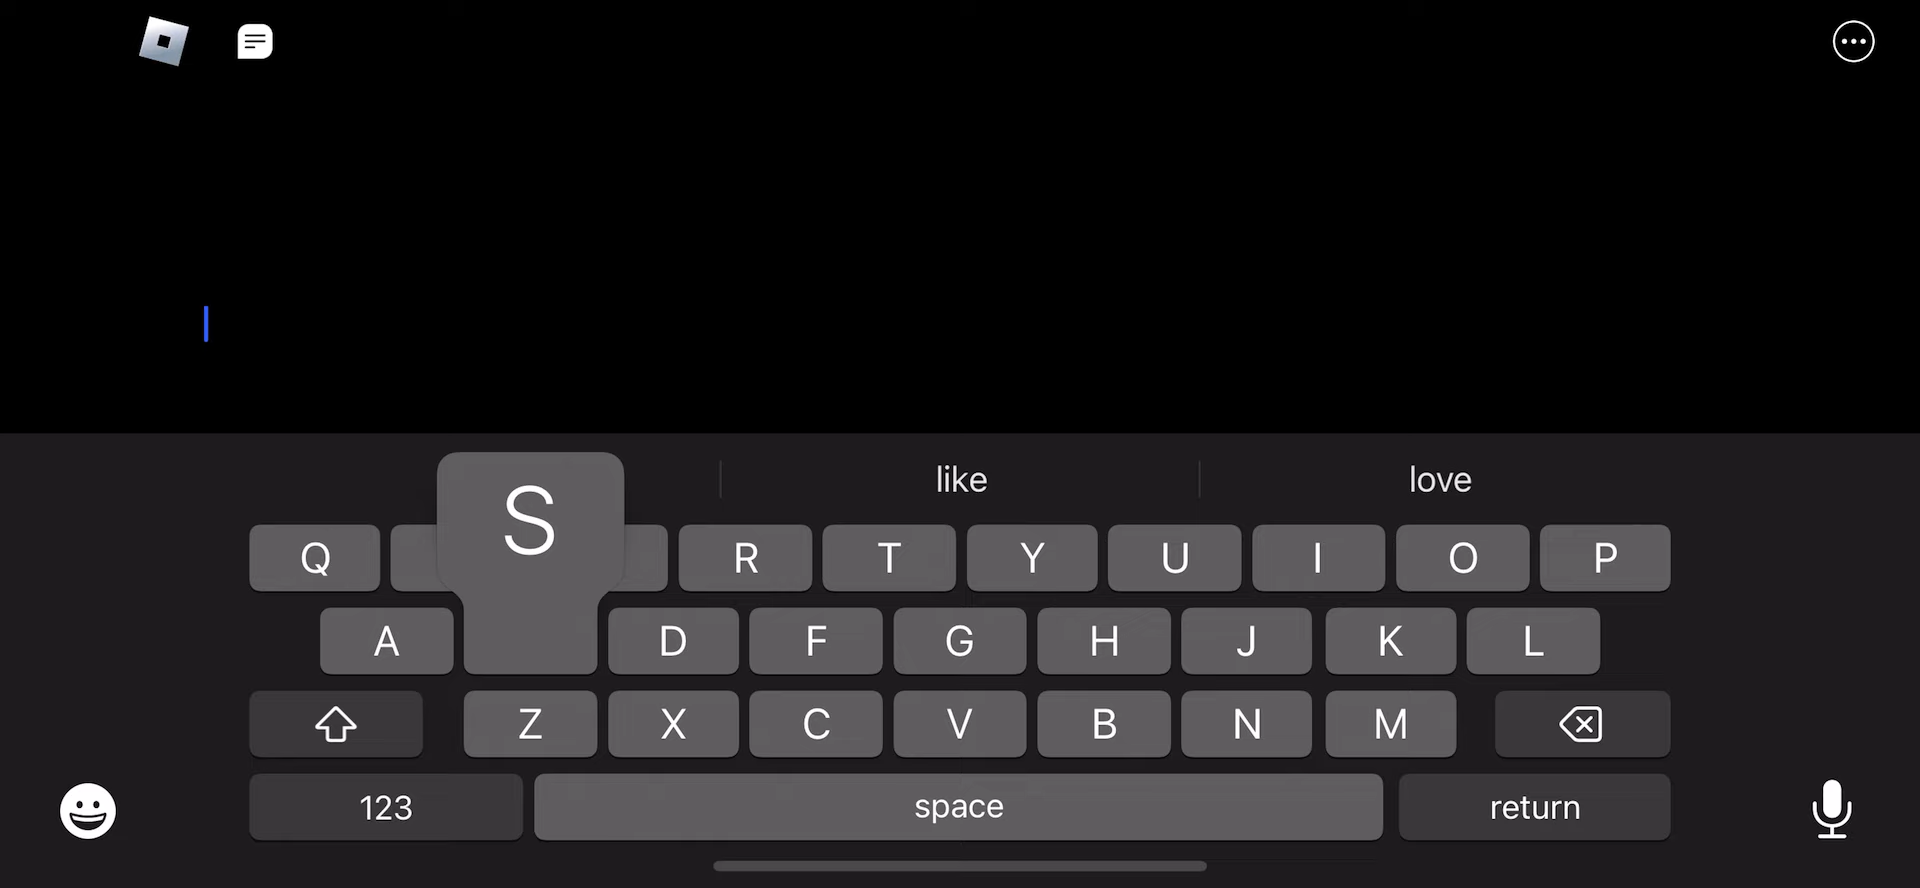 like love
S
Q R T Y U I O P
A D F G H J K L
Z X C V B N M
123 space return